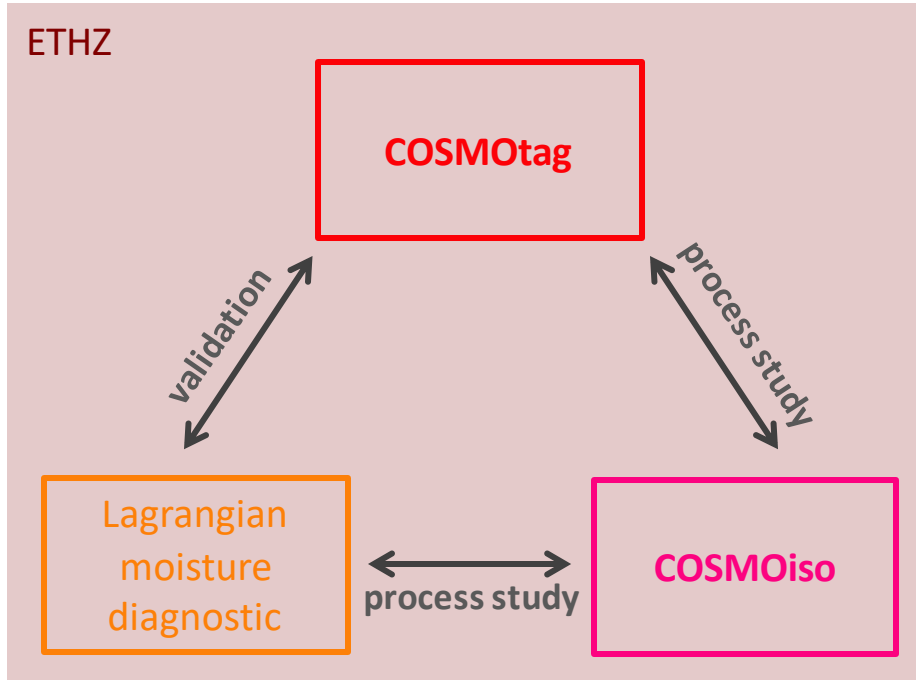 ETHZ
COSMOtag
validation
process study
Lagrangian
moisture
diagnostic
process study
COSMOiso